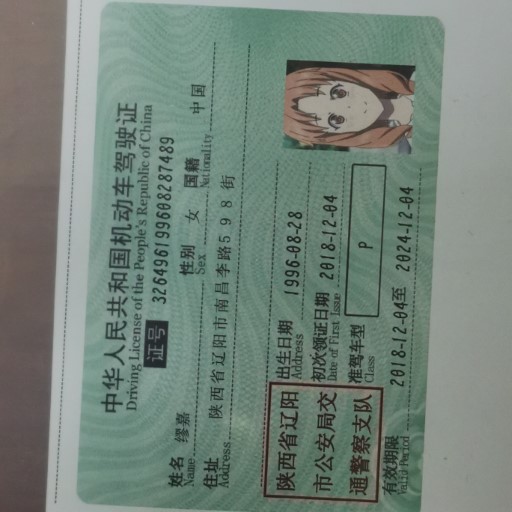 中华人民共和国机动车驾驶证
Driving License of the People's Republic of China
证号 326496199608287489
姓名 缪嘉 性别 女 国籍 中国
Name Sex Nationality
住址 陕西省辽阳市南昌李路598街
Address
陕西省辽阳
市公安局交
通警察支队
出生日期 1996-08-28
Address
初次领证日期 2018-12-04
Date of First Issue
准驾车型 P
Class
有效期限 2018-12-04至 2024-12-04
Valid Period